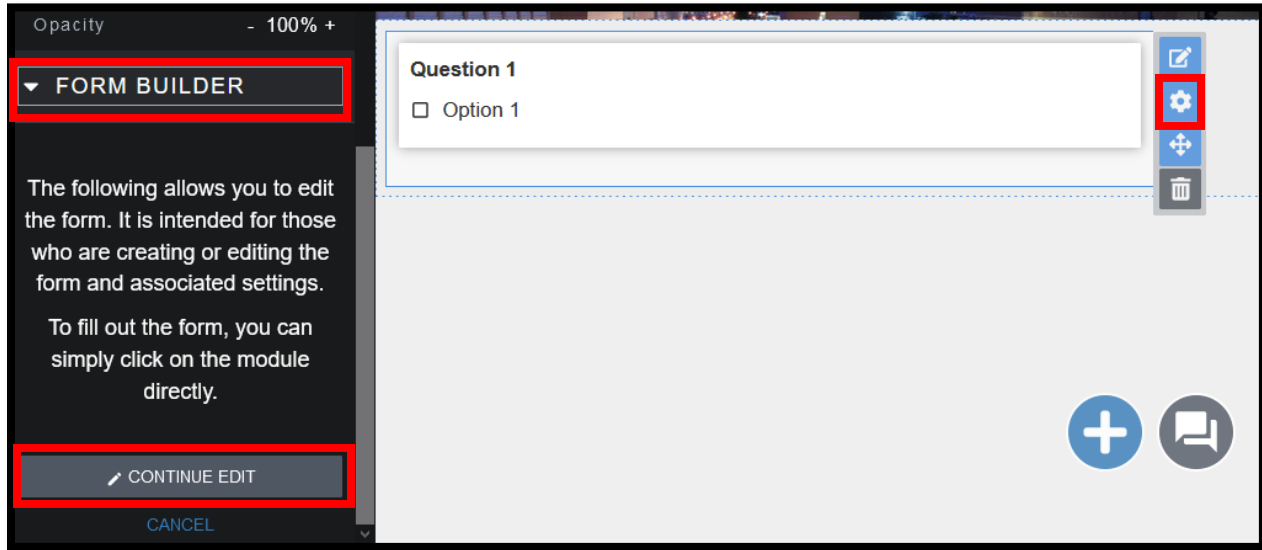 Opacity - 100% +
FORM BUILDER
The following allows you to edit
the form. It is intended for those
who are creating or editing the
form and associated settings.
To fill out the form, you can
simply click on the module
directly.
CONTINUE EDIT
CANCEL
Question 1
Option 1